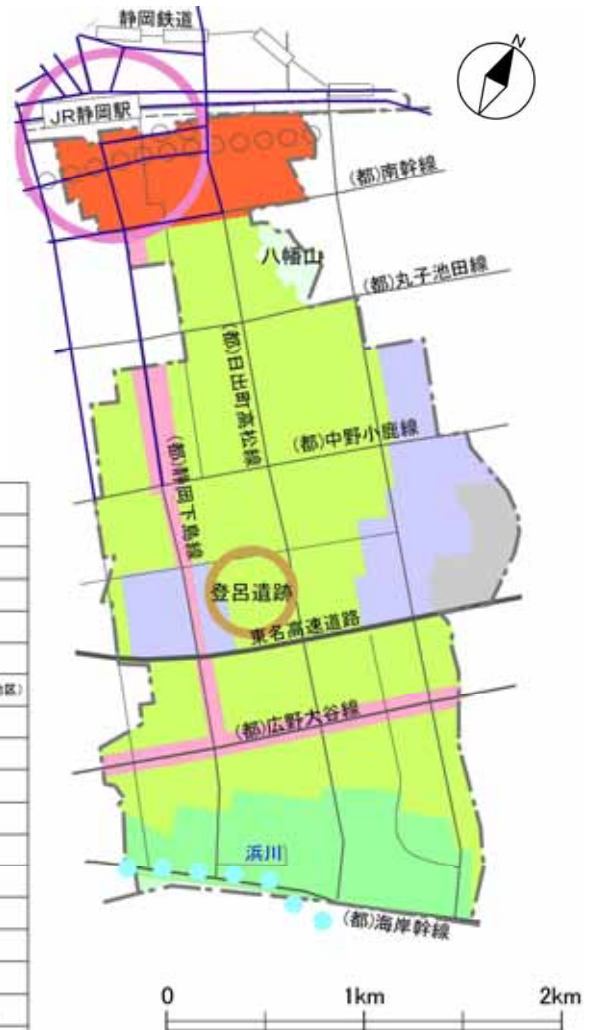 静岡鉄道
N
JR静岡駅
(都)南幹線
八幡山
(都)丸子池田線
(都)日出町高松線
(都)中野小鹿線
(都)静岡下島線
登呂遺跡
東名高速道路
地区)
(都)広野大谷線
浜川
(都)海岸幹線
0 1km 2km